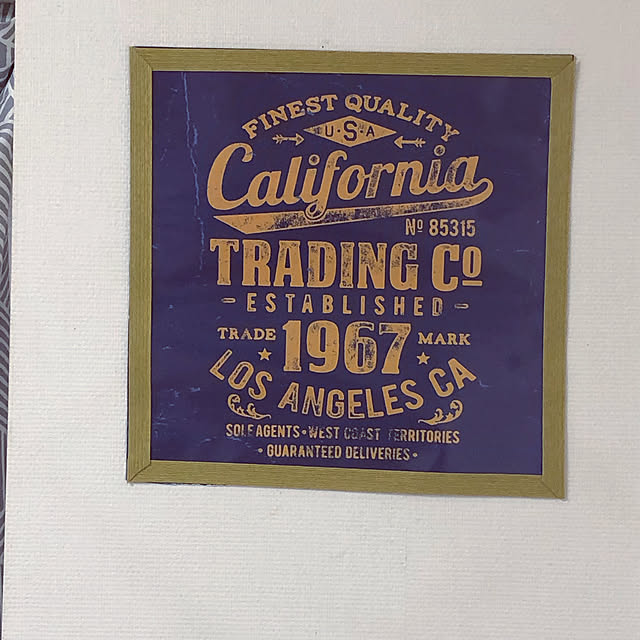 FINEST QUALITY
U·S·A
California
Nº 85315
TRADING Cº
- ESTABLISHED -
TRADE 1967 MARK
LOS ANGELES CA
SOLE AGENTS • WEST COAST TERRITORIES
• GUARANTEED DELIVERIES •